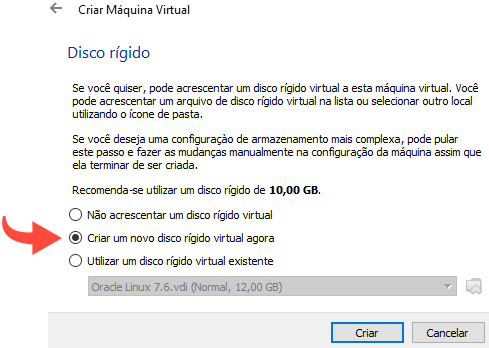 Criar Máquina Virtual
Disco rígido
Se você quiser, pode acrescentar um disco rígido virtual a esta máquina virtual. Você
pode acrescentar um arquivo de disco rígido virtual na lista ou selecionar outro local
utilizando o ícone de pasta.
Se você deseja uma configuração de armazenamento mais complexa, pode pular
este passo e fazer as mudanças manualmente na configuração da máquina assim que
ela terminar de ser criada.
Recomenda-se utilizar um disco rígido de 10,00 GB.
Não acrescentar um disco rígido virtual
Criar um novo disco rígido virtual agora
Utilizar um disco rígido virtual existente
Oracle Linux 7.6.vdi (Normal, 12,00 GB)
Criar
Cancelar